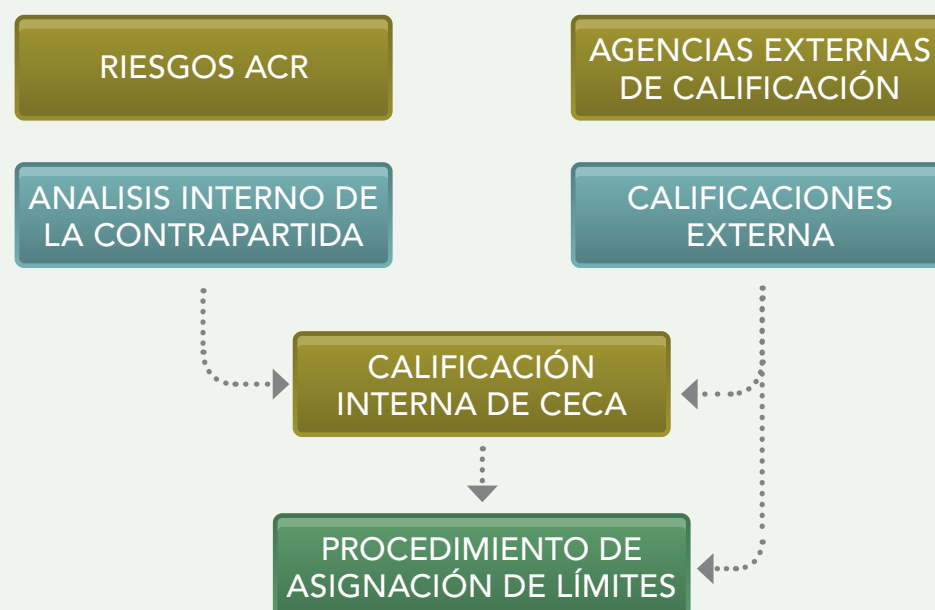 RIESGOS ACR
AGENCIAS EXTERNAS
DE CALIFICACIÓN
ANALISIS INTERNO DE
LA CONTRAPARTIDA
CALIFICACIONES
EXTERNA
CALIFICACIÓN
INTERNA DE CECA
PROCEDIMIENTO DE
ASIGNACIÓN DE LÍMITES